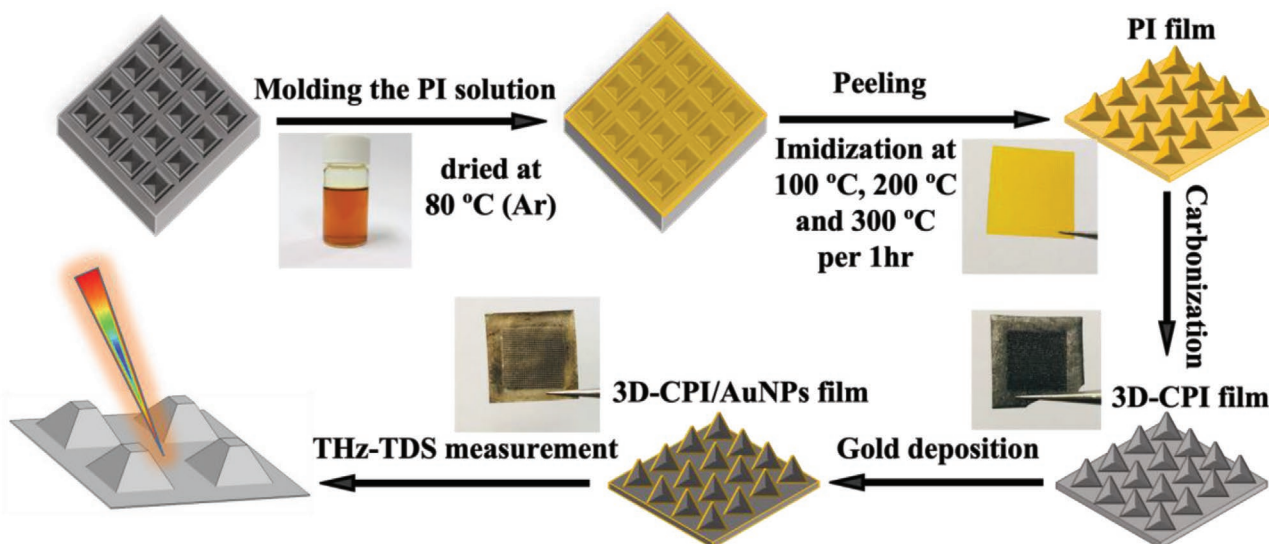 Molding the PI solution
dried at
80 ºC (Ar)
Peeling
Imidization at
100 ºC, 200 ºC
and 300 ºC
per 1hr
PI film
Carbonization
3D-CPI film
Gold deposition
3D-CPI/AuNPs film
THz-TDS measurement